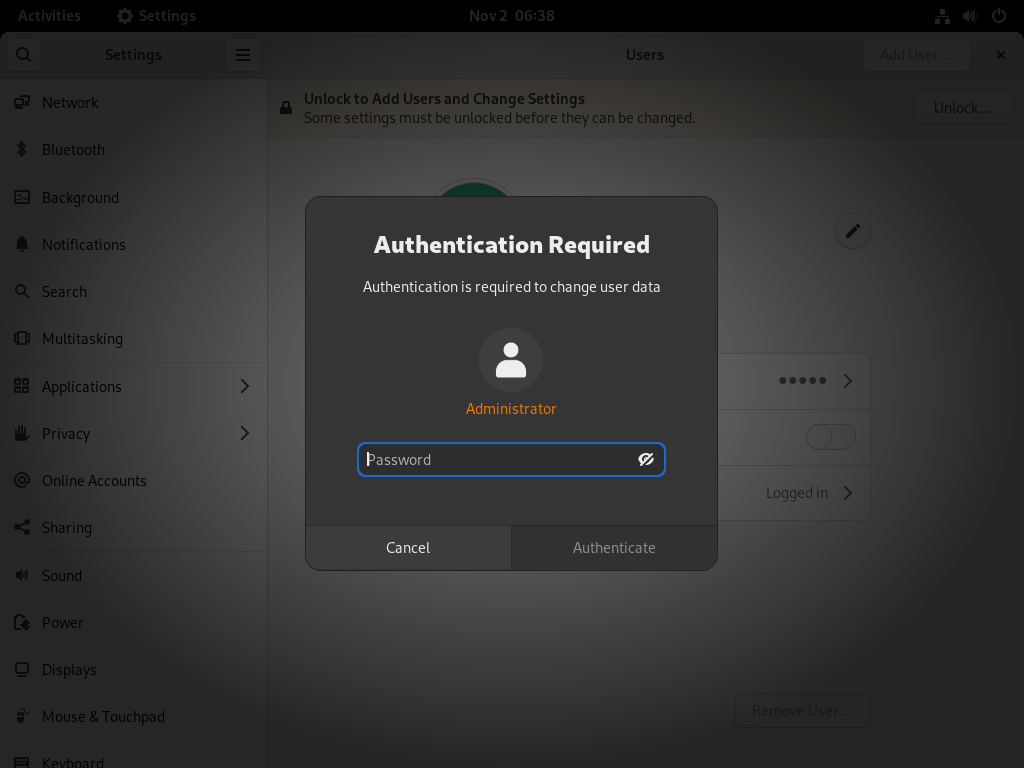 Activities
Settings
Nov 2 06:38
Settings
Users
Add User...
Unlock to Add Users and Change Settings
Some settings must be unlocked before they can be changed.
Unlock...
Network
Bluetooth
Background
Notifications
Search
Multitasking
Applications
Privacy
Online Accounts
Sharing
Sound
Power
Displays
Mouse & Touchpad
Keyboard
Authentication Required
Authentication is required to change user data
Administrator
Password
Cancel
Authenticate
Logged in
Remove User...